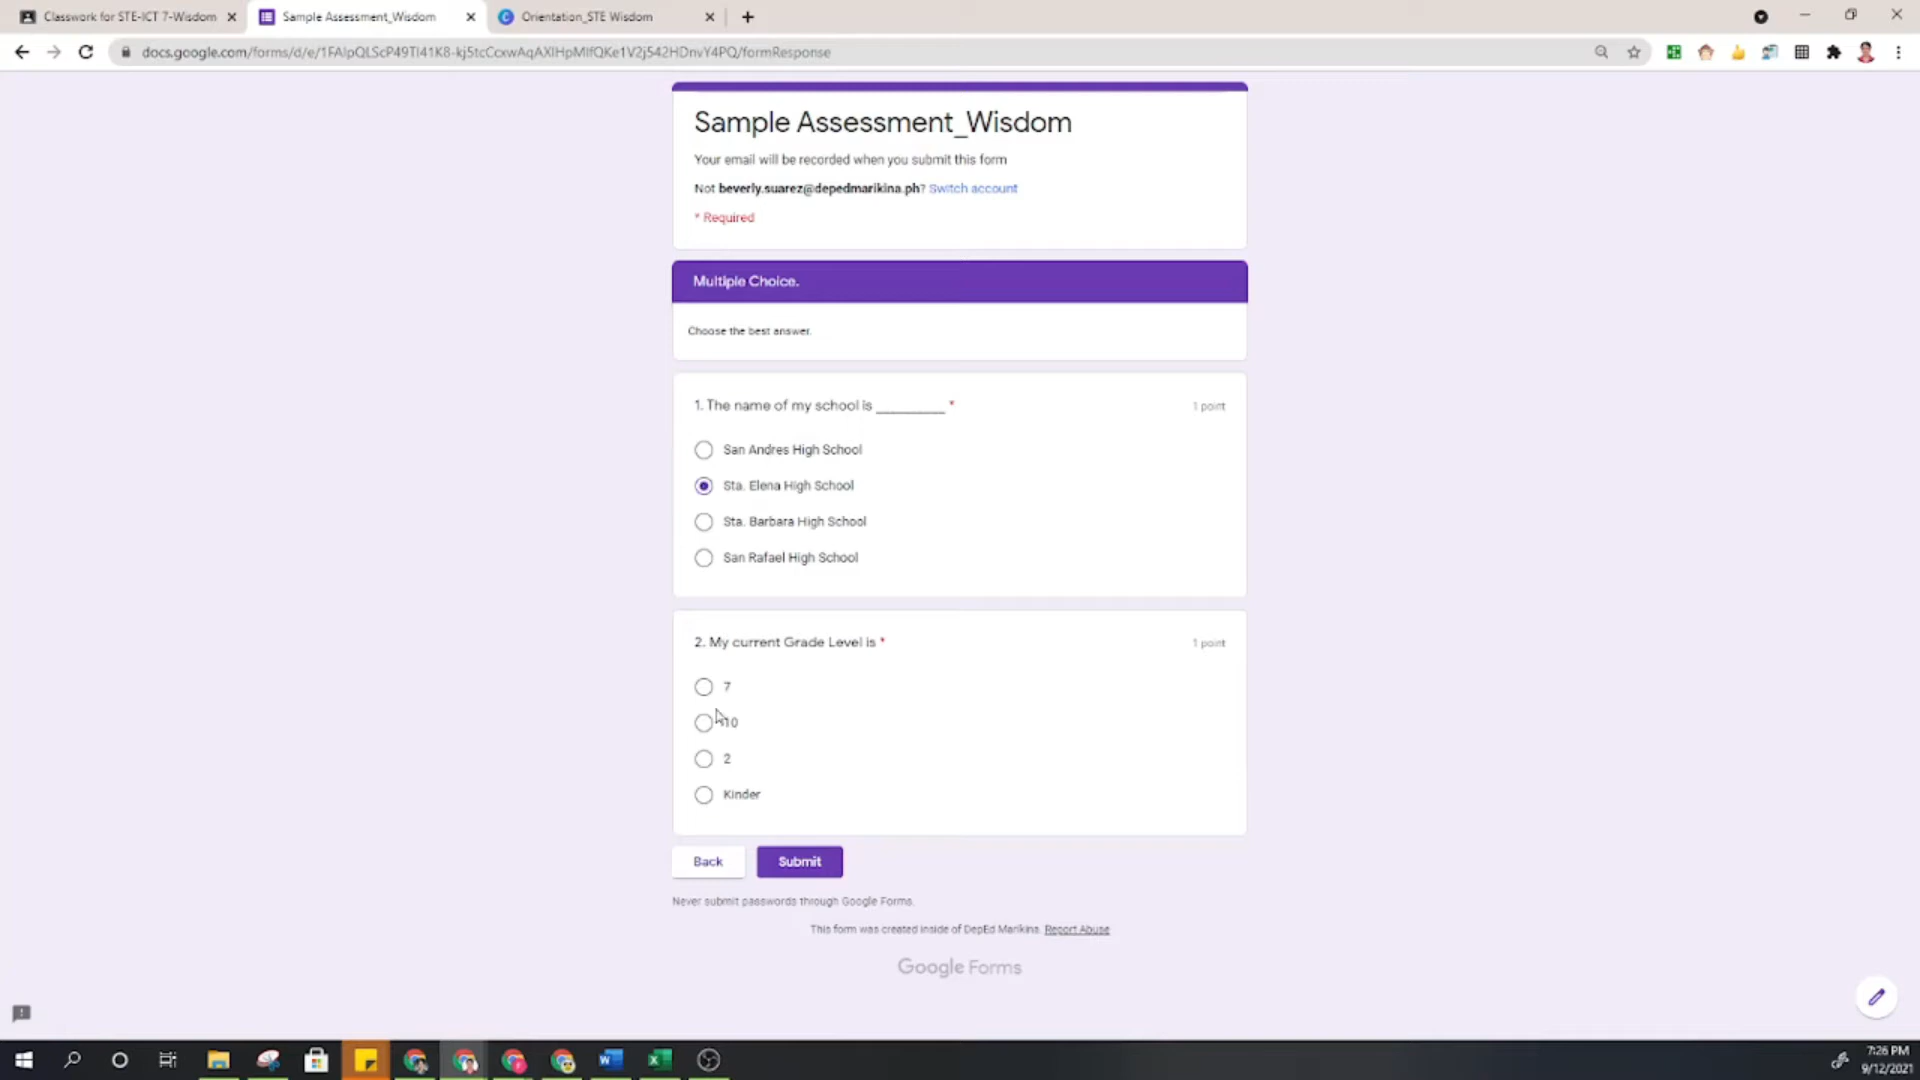 Classwork for STE-ICT 7-Wisdom
Sample Assessment_Wisdom
Orientation_STE Wisdom
docs.google.com/forms/d/e/1FAIpQLScP49Tl41K8-kj5tcCcxwAqAXlHpMlfQKe1V2j542HDnvY4PQ/formResponse
Sample Assessment_Wisdom
Your email will be recorded when you submit this form
Not beverly.suarez@depedmarikina.ph? Switch account
* Required
Multiple Choice.
Choose the best answer.
1. The name of my school is __________ *
1 point
San Andres High School
Sta. Elena High School
Sta. Barbara High School
San Rafael High School
2. My current Grade Level is *
1 point
7
10
2
Kinder
Back
Submit
Never submit passwords through Google Forms.
This form was created inside of DepEd Marikina. Report Abuse
Google Forms
7:26 PM
9/12/2021